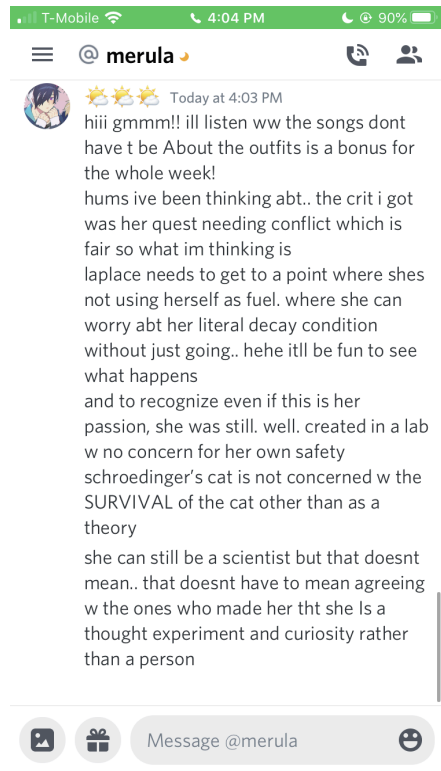 T-Mobile 4:04 PM 90%
@ merula
Today at 4:03 PM
hiii gmmm!! ill listen ww the songs dont
have t be About the outfits is a bonus for
the whole week!
hums ive been thinking abt.. the crit i got
was her quest needing conflict which is
fair so what im thinking is
laplace needs to get to a point where shes
not using herself as fuel. where she can
worry abt her literal decay condition
without just going.. hehe itll be fun to see
what happens
and to recognize even if this is her
passion, she was still. well. created in a lab
w no concern for her own safety
schroedinger's cat is not concerned w the
SURVIVAL of the cat other than as a
theory
she can still be a scientist but that doesnt
mean.. that doesnt have to mean agreeing
w the ones who made her tht she Is a
thought experiment and curiosity rather
than a person
Message @merula